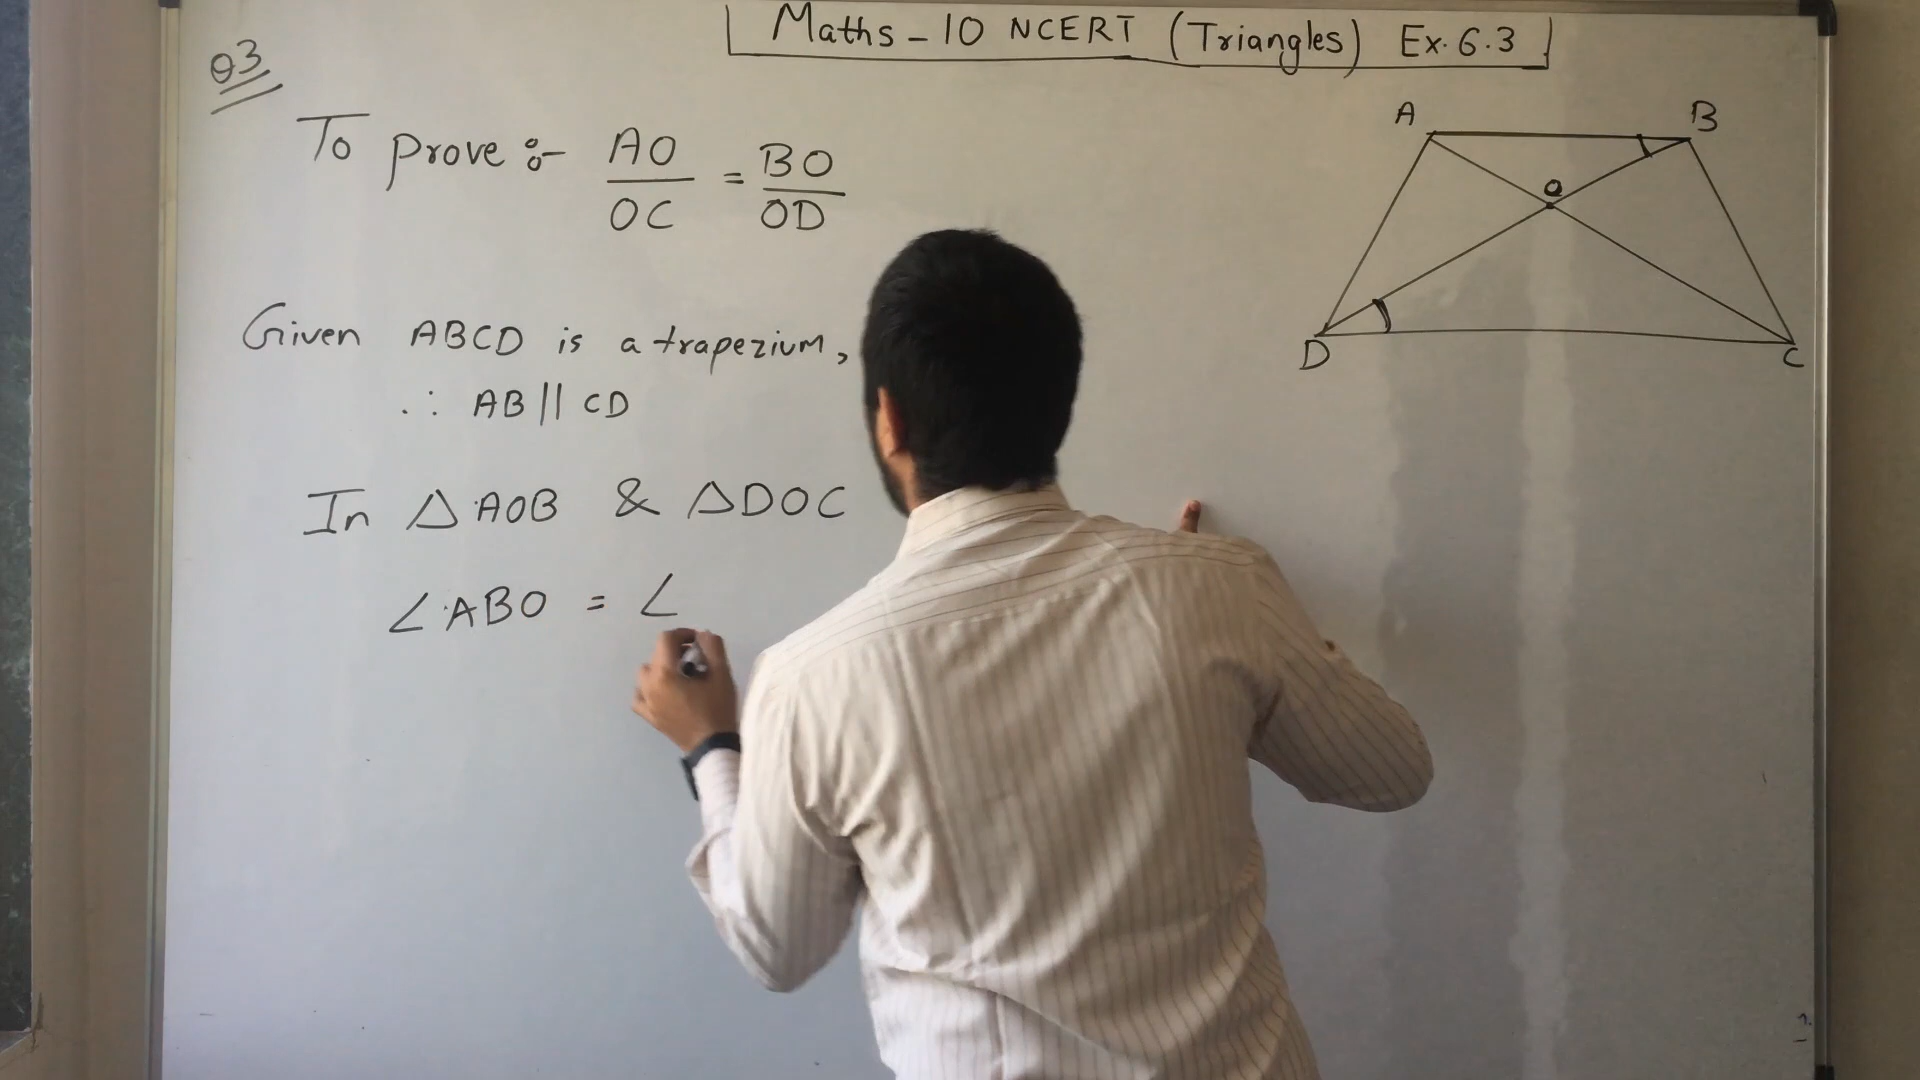 Maths - 10 NCERT (Triangles) Ex. 6.3
Q3
To prove :- AO/OC = BO/OD
Given ABCD is a trapezium,
∴ AB || CD
In △AOB & △DOC
∠ABO = ∠
A B
O
D C